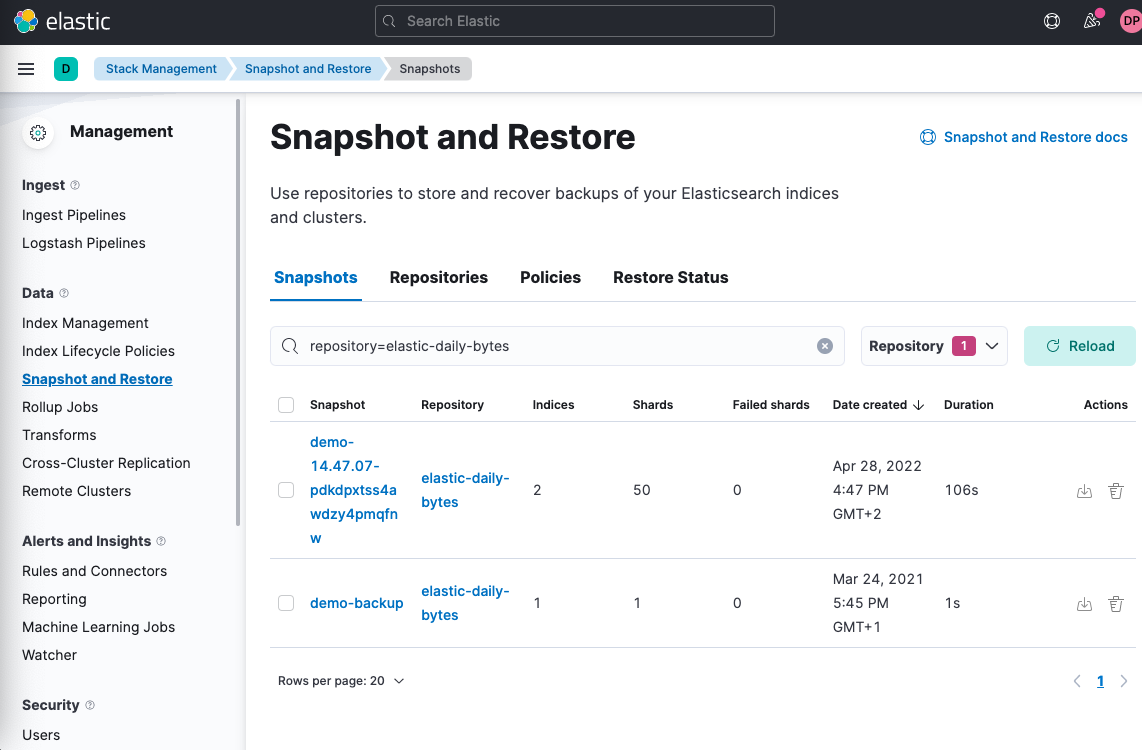 elastic
Search Elastic
DP
D
Stack Management
Snapshot and Restore
Snapshots
Management
Ingest
Ingest Pipelines
Logstash Pipelines
Data
Index Management
Index Lifecycle Policies
Snapshot and Restore
Rollup Jobs
Transforms
Cross-Cluster Replication
Remote Clusters
Alerts and Insights
Rules and Connectors
Reporting
Machine Learning Jobs
Watcher
Security
Users
Snapshot and Restore
Snapshot and Restore docs
Use repositories to store and recover backups of your Elasticsearch indices
and clusters.
Snapshots Repositories Policies Restore Status
repository=elastic-daily-bytes
Repository 1
Reload
Snapshot Repository Indices Shards Failed shards Date created Duration Actions
demo-
14.47.07-
pdkdpxtss4a
wdzy4pmqfn
w
elastic-daily-
bytes
2
50
0
Apr 28, 2022
4:47 PM
GMT+2
106s
demo-backup
elastic-daily-
bytes
1
1
0
Mar 24, 2021
5:45 PM
GMT+1
1s
Rows per page: 20
1